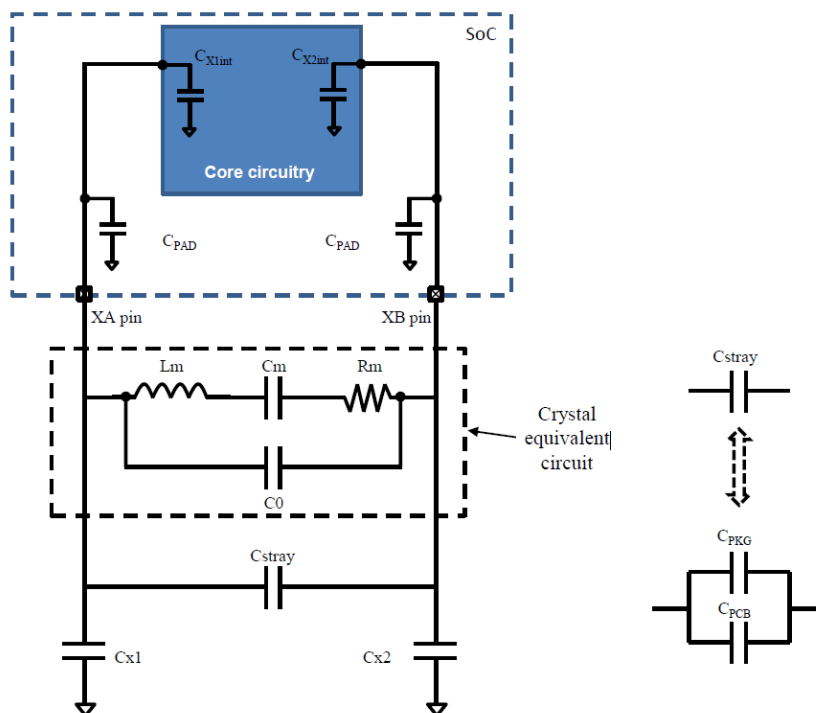 SoC
CX1int
CX2int
Core circuitry
CPAD
CPAD
XA pin
XB pin
Lm
Cm
Rm
C0
Crystal
equivalent
circuit
Cstray
Cx1
Cx2
Cstray
CPKG
CPCB